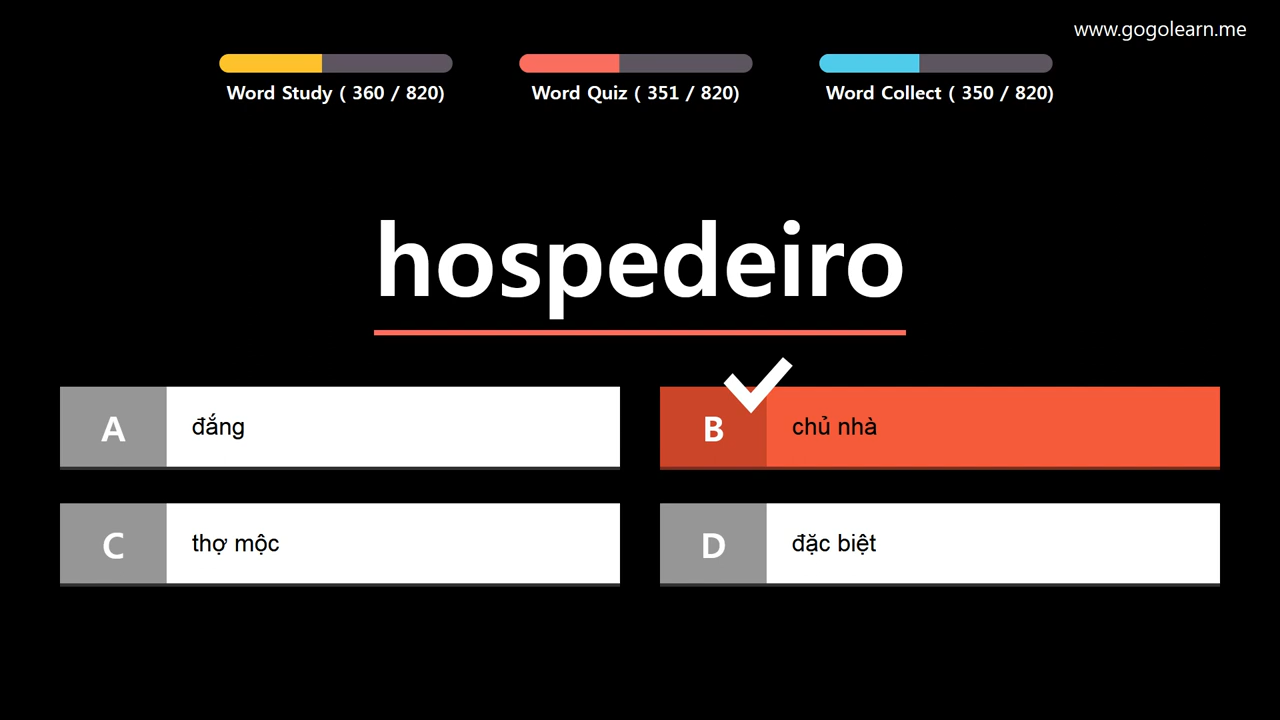 www.gogolearn.me
Word Study ( 360 / 820)
Word Quiz ( 351 / 820)
Word Collect ( 350 / 820)
hospedeiro
A đắng
B chủ nhà
C thợ mộc
D đặc biệt